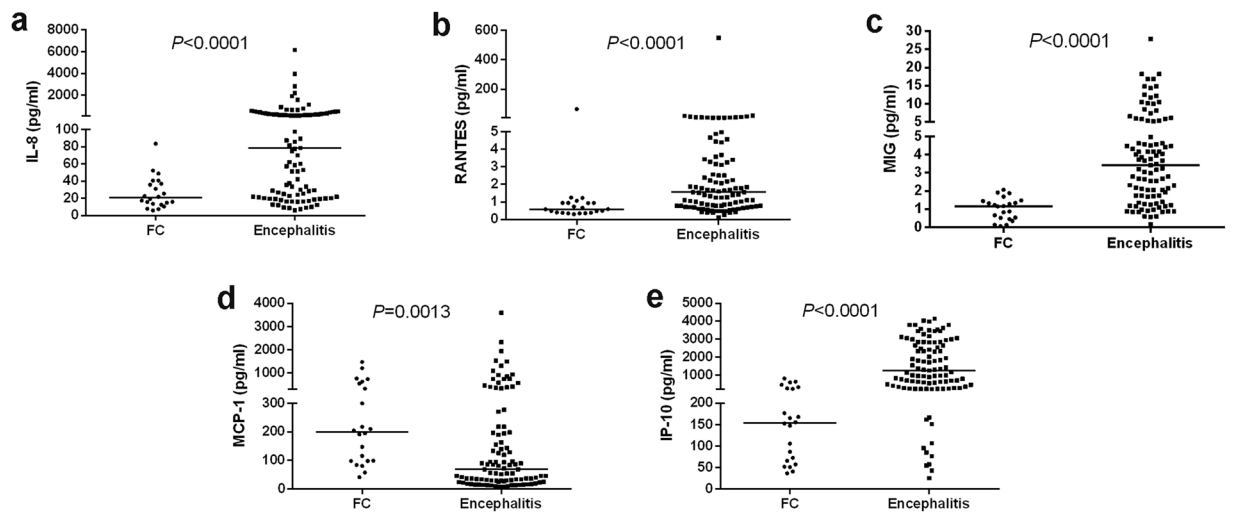 a
P<0.0001
IL-8 (pg/ml)
8000
6000
4000
2000
100
80
60
40
20
0
FC Encephalitis
b
P<0.0001
RANTES (pg/ml)
600
400
200
5
4
3
2
1
0
FC Encephalitis
c
P<0.0001
MIG (pg/ml)
30
25
20
15
10
5
5
4
3
2
1
0
FC Encephalitis
d
P=0.0013
MCP-1 (pg/ml)
4000
3000
2000
1000
300
200
100
0
FC Encephalitis
e
P<0.0001
IP-10 (pg/ml)
5000
4000
3000
2000
1000
200
150
100
50
0
FC Encephalitis